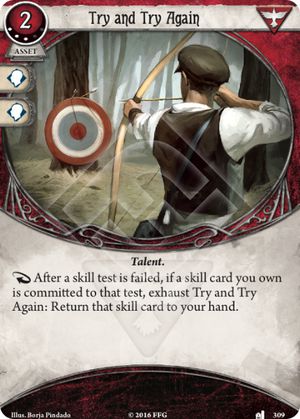 2
Try and Try Again
ASSET
Talent.
After a skill test is failed, if a skill card you own
is committed to that test, exhaust Try and Try
Again: Return that skill card to your hand.
Illus. Borja Pindado
© 2016 FFG
309